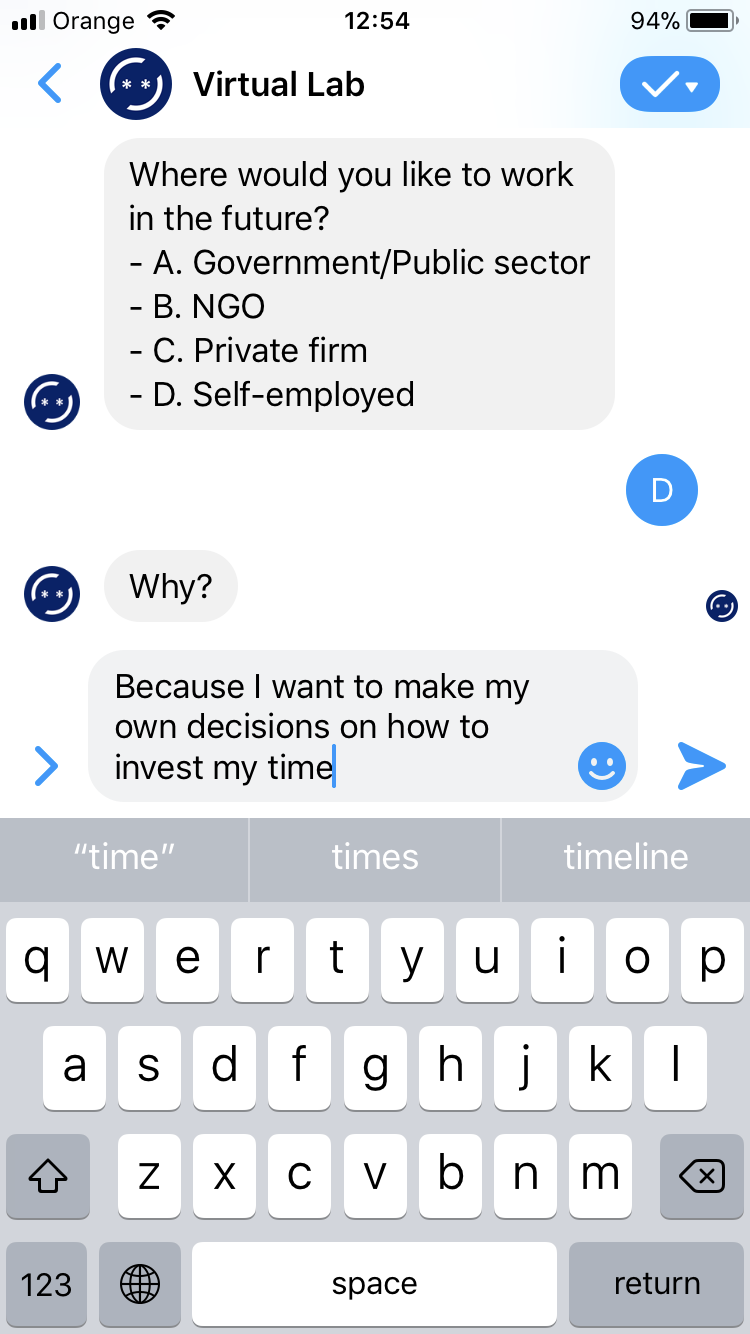 Orange 12:54 94%
Virtual Lab
Where would you like to work
in the future?
- A. Government/Public sector
- B. NGO
- C. Private firm
- D. Self-employed
D
Why?
Because I want to make my
own decisions on how to
invest my time
“time” times timeline
q w e r t y u i o p
a s d f g h j k l
z x c v b n m
123 space return